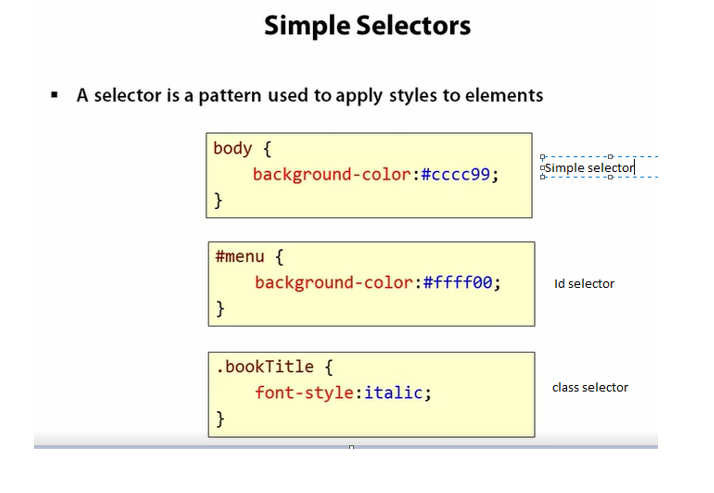 Simple Selectors
▪ A selector is a pattern used to apply styles to elements
body {
background-color:#cccc99;
}
Simple selector
#menu {
background-color:#ffff00;
}
Id selector
.bookTitle {
font-style:italic;
}
class selector